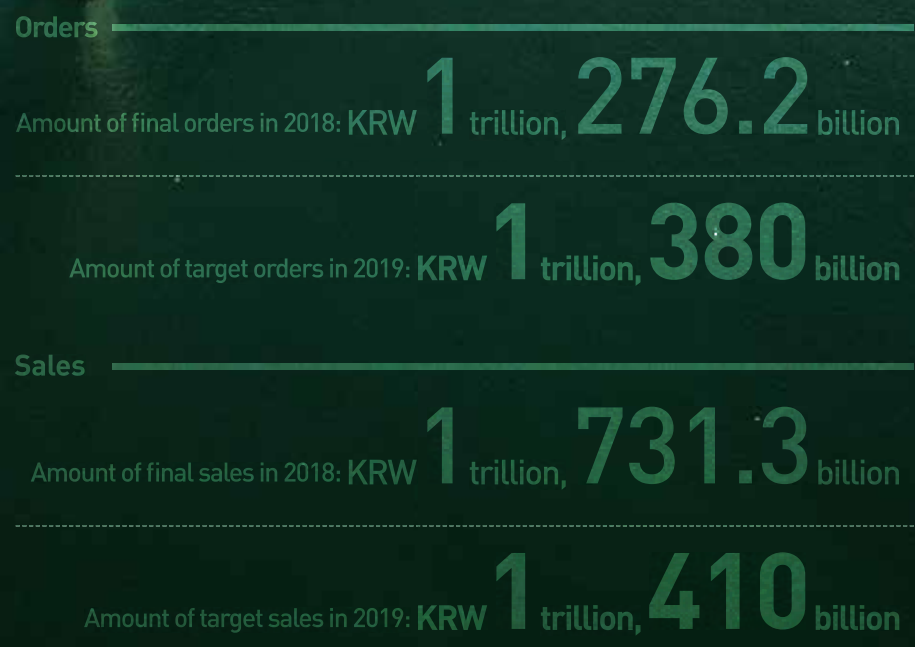 Orders
Amount of final orders in 2018: KRW 1 trillion, 276.2 billion
Amount of target orders in 2019: KRW 1 trillion, 380 billion
Sales
Amount of final sales in 2018: KRW 1 trillion, 731.3 billion
Amount of target sales in 2019: KRW 1 trillion, 410 billion